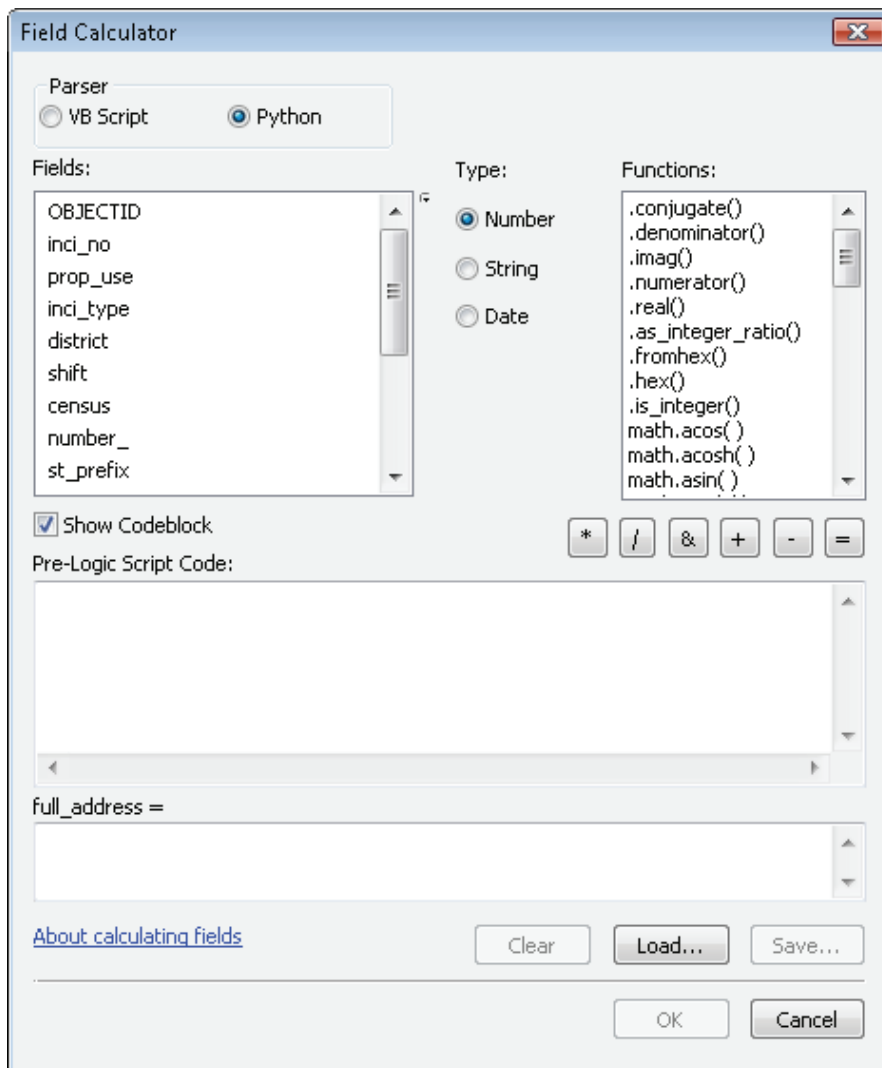 Field Calculator
Parser
VB Script Python
Fields:
Type:
Functions:
OBJECTID
inci_no
prop_use
inci_type
district
shift
census
number_
st_prefix
Number
String
Date
.conjugate()
.denominator()
.imag()
.numerator()
.real()
.as_integer_ratio()
.fromhex()
.hex()
.is_integer()
math.acos( )
math.acosh( )
math.asin( )
Show Codeblock
* / & + - =
Pre-Logic Script Code:
full_address =
About calculating fields
Clear Load... Save...
OK Cancel